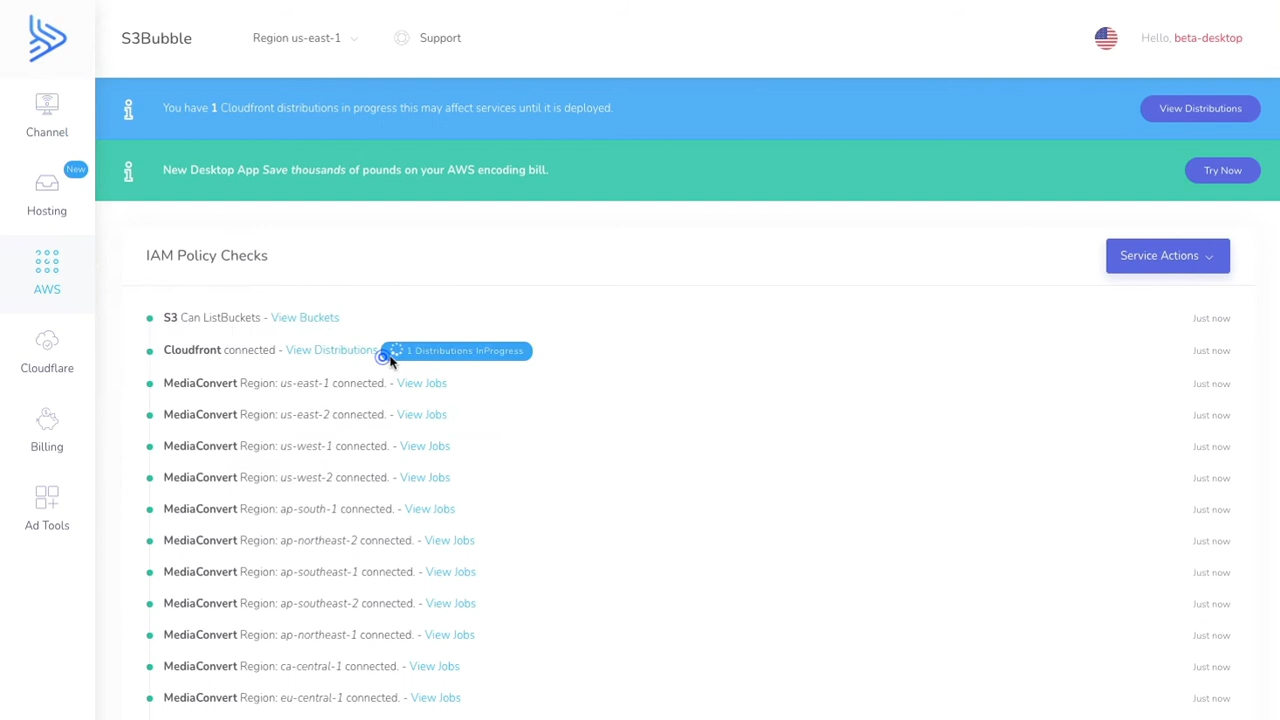 S3Bubble
Region us-east-1
Support
Hello, beta-desktop
You have 1 Cloudfront distributions in progress this may affect services until it is deployed.
View Distributions
New Desktop App Save thousands of pounds on your AWS encoding bill.
Try Now
Channel
New
Hosting
AWS
Cloudflare
Billing
Ad Tools
IAM Policy Checks
Service Actions
S3 Can ListBuckets - View Buckets Just now
Cloudfront connected - View Distributions 1 Distributions InProgress Just now
MediaConvert Region: us-east-1 connected. - View Jobs Just now
MediaConvert Region: us-east-2 connected. - View Jobs Just now
MediaConvert Region: us-west-1 connected. - View Jobs Just now
MediaConvert Region: us-west-2 connected. - View Jobs Just now
MediaConvert Region: ap-south-1 connected. - View Jobs Just now
MediaConvert Region: ap-northeast-2 connected. - View Jobs Just now
MediaConvert Region: ap-southeast-1 connected. - View Jobs Just now
MediaConvert Region: ap-southeast-2 connected. - View Jobs Just now
MediaConvert Region: ap-northeast-1 connected. - View Jobs Just now
MediaConvert Region: ca-central-1 connected. - View Jobs Just now
MediaConvert Region: eu-central-1 connected. - View Jobs Just now